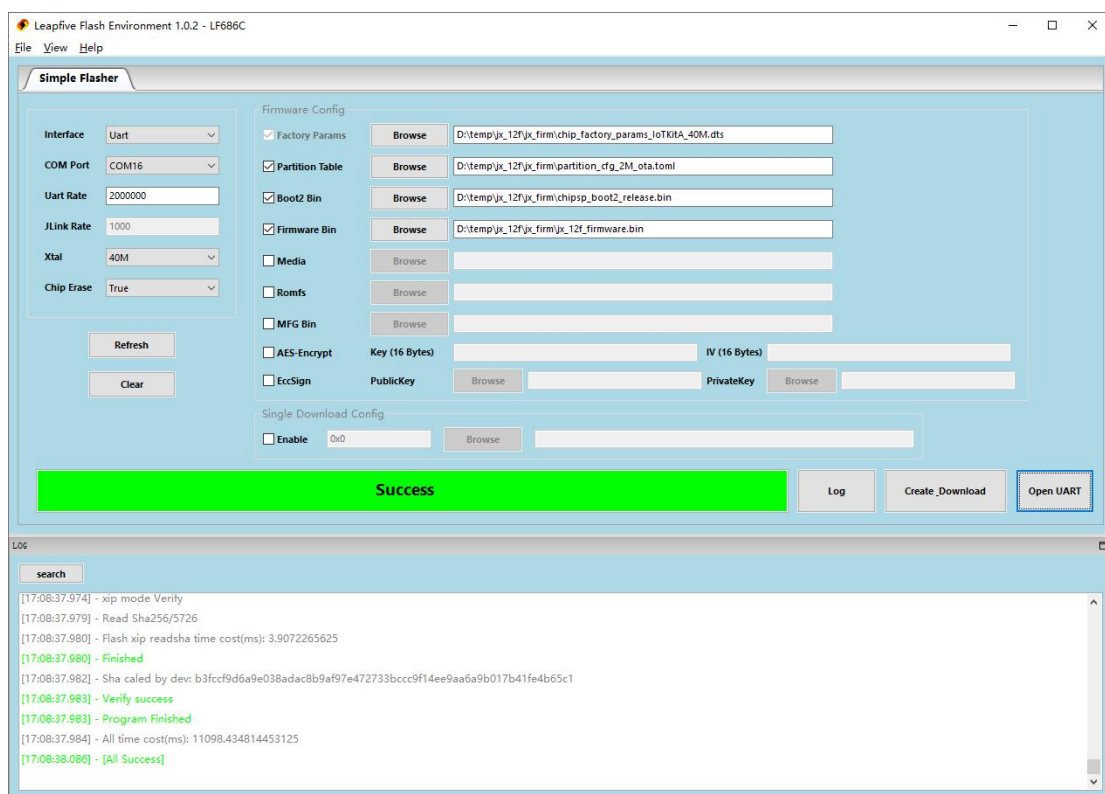 Leapfive Flash Environment 1.0.2 - LF686C
File View Help
Simple Flasher
Interface Uart
COM Port COM16
Uart Rate 2000000
JLink Rate 1000
Xtal 40M
Chip Erase True
Refresh
Clear
Firmware Config
Factory Params Browse D:\temp\jx_12f\jx_firm\chip_factory_params_IoTKitA_40M.dts
Partition Table Browse D:\temp\jx_12f\jx_firm\partition_cfg_2M_ota.toml
Boot2 Bin Browse D:\temp\jx_12f\jx_firm\chipsp_boot2_release.bin
Firmware Bin Browse D:\temp\jx_12f\jx_firm\jx_12f_firmware.bin
Media Browse
Romfs Browse
MFG Bin Browse
AES-Encrypt Key (16 Bytes) IV (16 Bytes)
EccSign PublicKey Browse PrivateKey Browse
Single Download Config
Enable 0x0 Browse
Success Log Create_Download Open UART
LOG
search
[17:08:37.974] - xip mode Verify
[17:08:37.979] - Read Sha256/5726
[17:08:37.980] - Flash xip readsha time cost(ms): 3.9072265625
[17:08:37.980] - Finished
[17:08:37.982] - Sha caled by dev: b3fccf9d6a9e038adac8b9af97e472733bccc9f14ee9aa6a9b017b41fe4b65c1
[17:08:37.983] - Verify success
[17:08:37.983] - Program Finished
[17:08:37.984] - All time cost(ms): 11098.434814453125
[17:08:38.086] - [All Success]